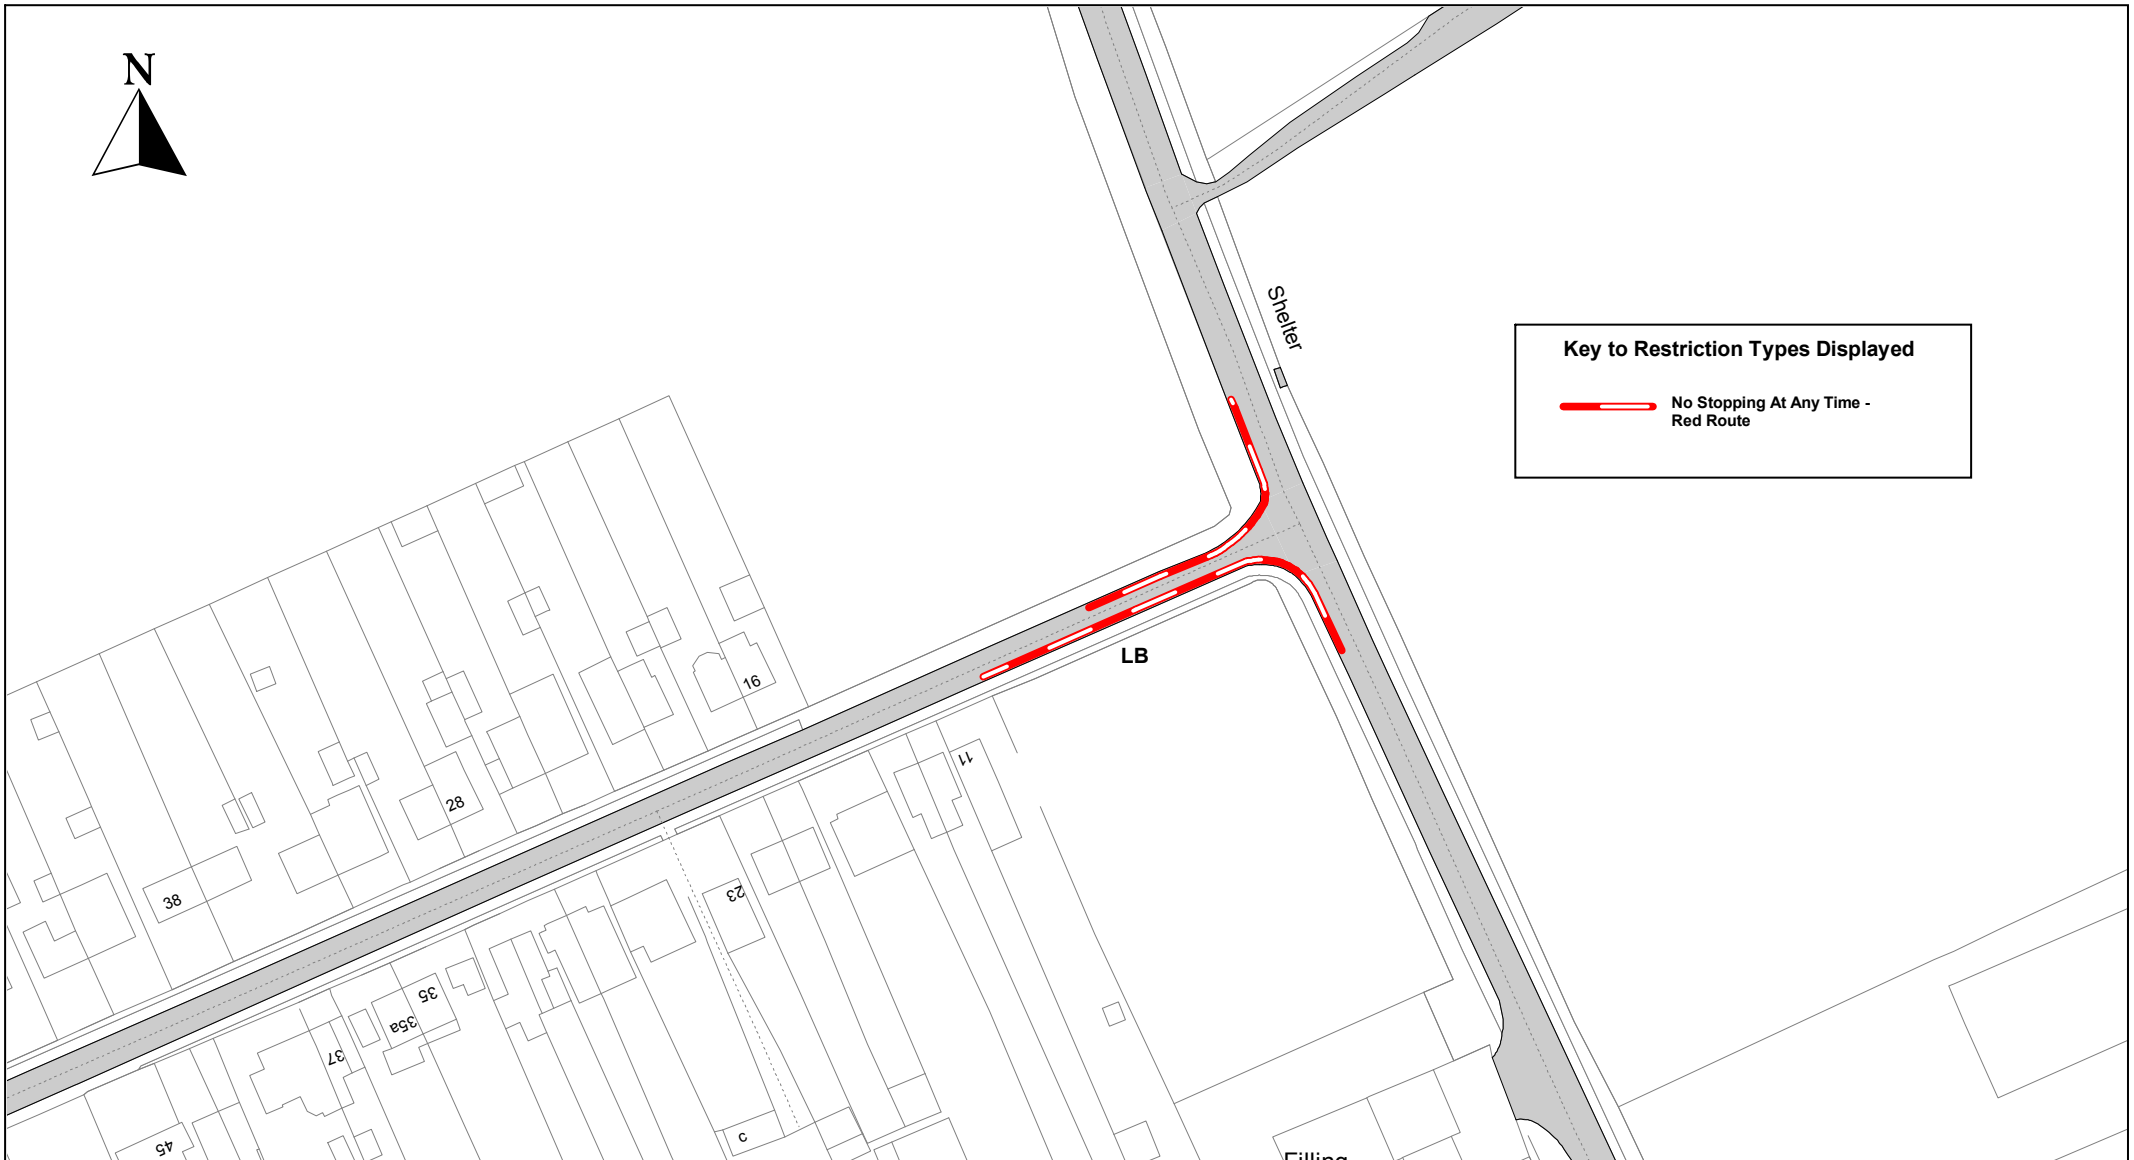 N
Shelter
Key to Restriction Types Displayed
No Stopping At Any Time -
Red Route
LB
16
11
28
23
38
35
35a
37
45
c
Filling